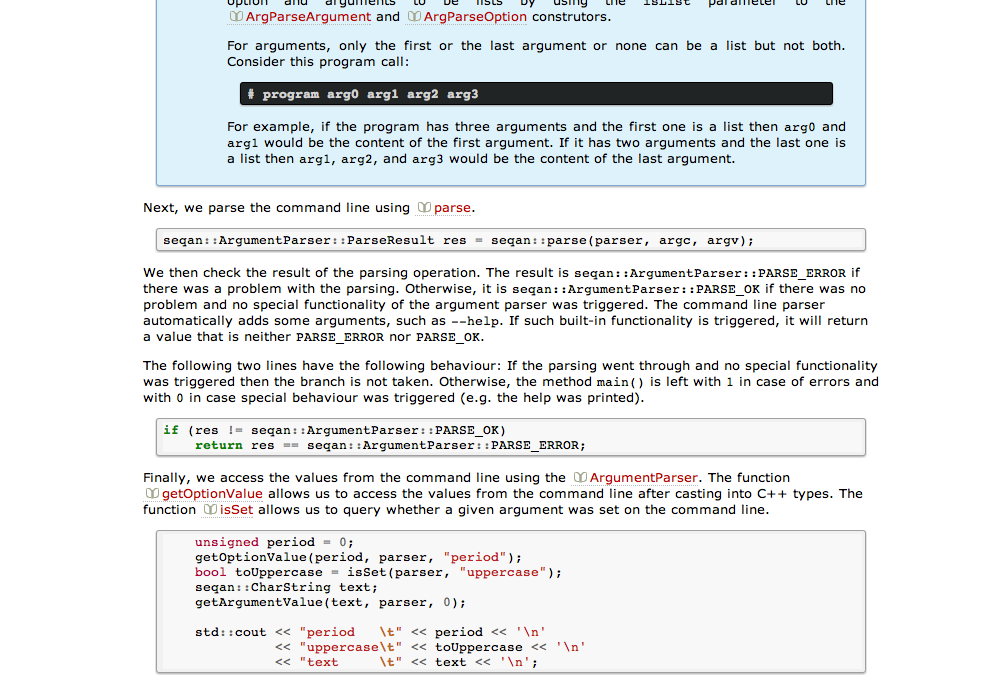 option and arguments to be lists by using the isList parameter to the
ArgParseArgument and ArgParseOption construtors.
For arguments, only the first or the last argument or none can be a list but not both.
Consider this program call:
# program arg0 arg1 arg2 arg3
For example, if the program has three arguments and the first one is a list then arg0 and
arg1 would be the content of the first argument. If it has two arguments and the last one is
a list then arg1, arg2, and arg3 would be the content of the last argument.
Next, we parse the command line using parse.
seqan::ArgumentParser::ParseResult res = seqan::parse(parser, argc, argv);
We then check the result of the parsing operation. The result is seqan::ArgumentParser::PARSE_ERROR if
there was a problem with the parsing. Otherwise, it is seqan::ArgumentParser::PARSE_OK if there was no
problem and no special functionality of the argument parser was triggered. The command line parser
automatically adds some arguments, such as --help. If such built-in functionality is triggered, it will return
a value that is neither PARSE_ERROR nor PARSE_OK.
The following two lines have the following behaviour: If the parsing went through and no special functionality
was triggered then the branch is not taken. Otherwise, the method main() is left with 1 in case of errors and
with 0 in case special behaviour was triggered (e.g. the help was printed).
if (res != seqan::ArgumentParser::PARSE_OK)
    return res == seqan::ArgumentParser::PARSE_ERROR;
Finally, we access the values from the command line using the ArgumentParser. The function
getOptionValue allows us to access the values from the command line after casting into C++ types. The
function isSet allows us to query whether a given argument was set on the command line.
    unsigned period = 0;
    getOptionValue(period, parser, "period");
    bool toUppercase = isSet(parser, "uppercase");
    seqan::CharString text;
    getArgumentValue(text, parser, 0);
    std::cout << "period   \t" << period << '\n'
              << "uppercase\t" << toUppercase << '\n'
              << "text     \t" << text << '\n';